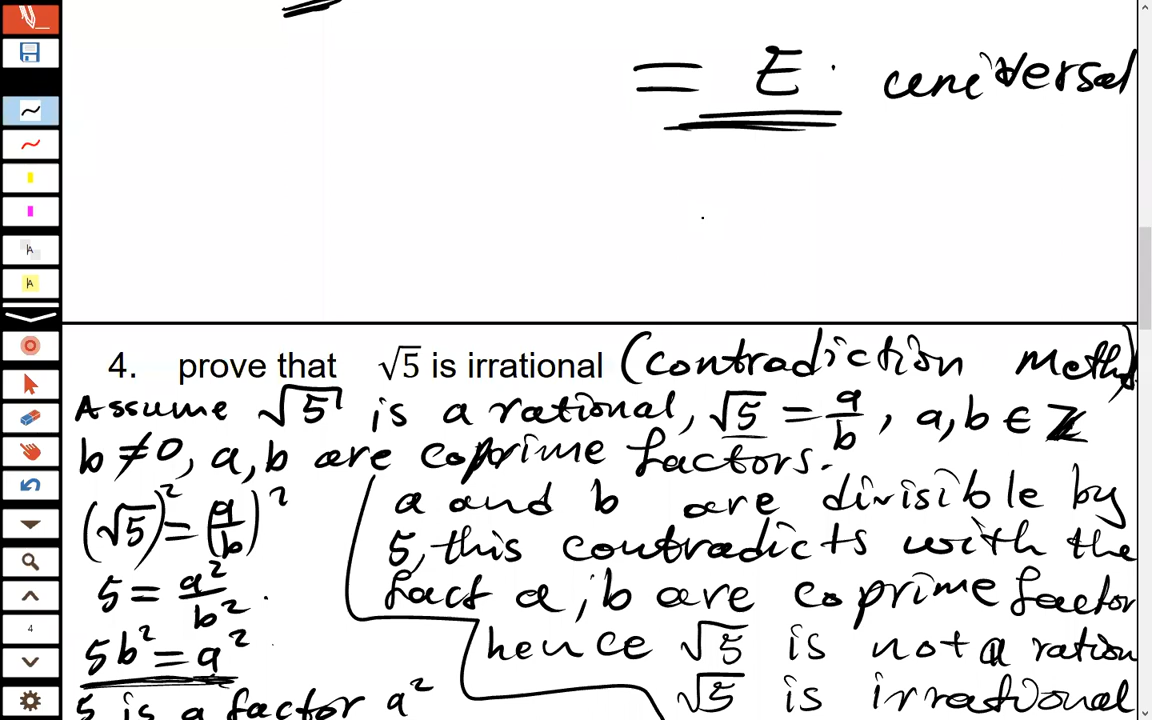 = E . universal
4. prove that √5 is irrational (contradiction Meth
Assume √5 is a rational, √5 = a/b, a, b ∈ Z
b ≠ 0, a, b are coprime factors.
(√5)² = (a/b)²
5 = a²/b² .
5b² = a²
5 is a factor a²
a and b are divisible by
5, this contradicts with the
fact a, b are coprime factor
hence √5 is not a ration
√5 is irrational
4